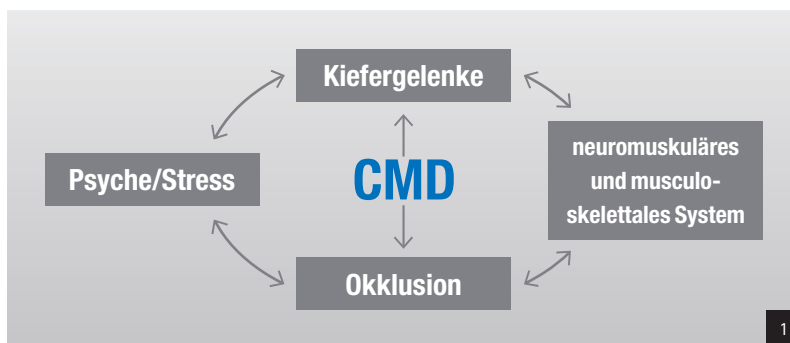 Kiefergelenke
Psyche/Stress
CMD
neuromuskuläres
und musculo-
skelettales System
Okklusion
1